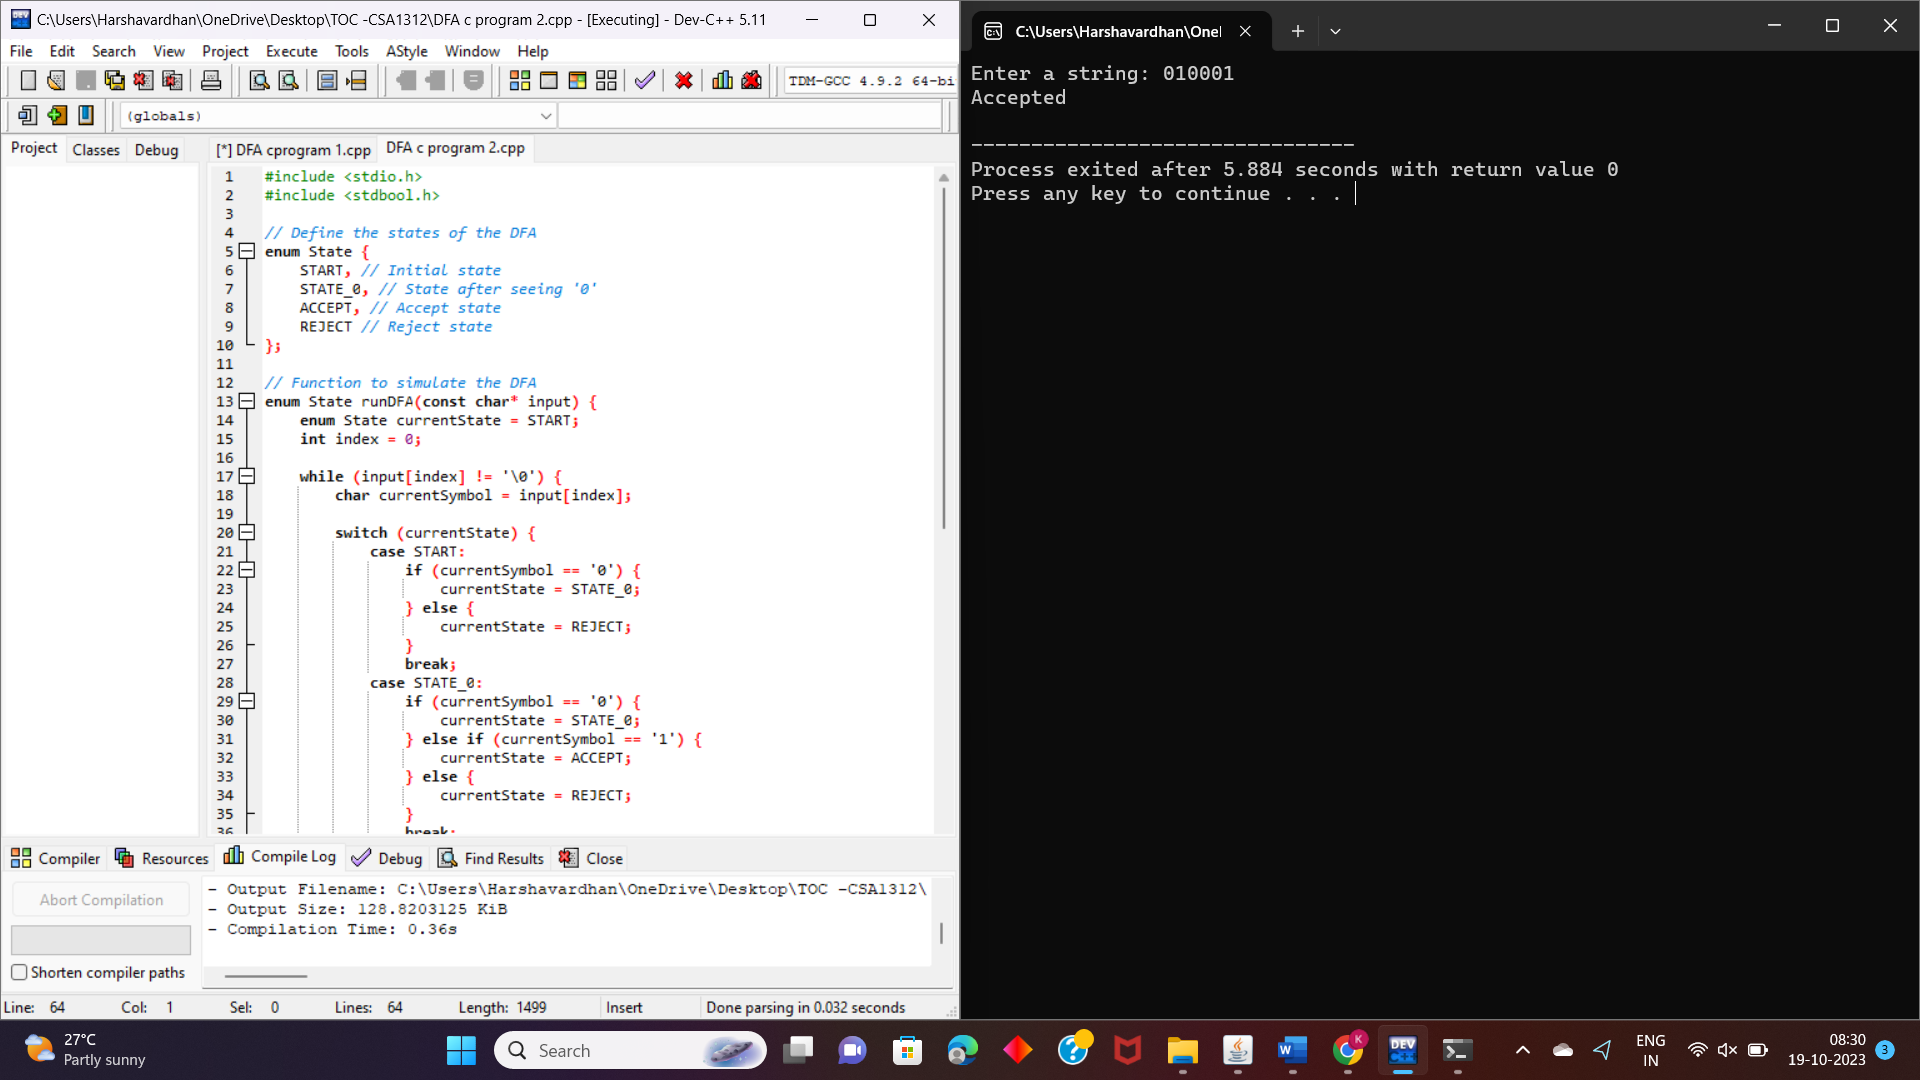 C:\Users\Harshavardhan\OneDrive\Desktop\TOC -CSA1312\DFA c program 2.cpp - [Executing] - Dev-C++ 5.11
File Edit Search View Project Execute Tools AStyle Window Help
TDM-GCC 4.9.2 64-bi
(globals)
Project Classes Debug
[*] DFA cprogram 1.cpp DFA c program 2.cpp
1 #include <stdio.h>
2 #include <stdbool.h>
3
4 // Define the states of the DFA
5 enum State {
6 START, // Initial state
7 STATE_0, // State after seeing '0'
8 ACCEPT, // Accept state
9 REJECT // Reject state
10 };
11
12 // Function to simulate the DFA
13 enum State runDFA(const char* input) {
14 enum State currentState = START;
15 int index = 0;
16
17 while (input[index] != '\0') {
18 char currentSymbol = input[index];
19
20 switch (currentState) {
21 case START:
22 if (currentSymbol == '0') {
23 currentState = STATE_0;
24 } else {
25 currentState = REJECT;
26 }
27 break;
28 case STATE_0:
29 if (currentSymbol == '0') {
30 currentState = STATE_0;
31 } else if (currentSymbol == '1') {
32 currentState = ACCEPT;
33 } else {
34 currentState = REJECT;
35 }
36 break;
Compiler Resources Compile Log Debug Find Results Close
Abort Compilation
Shorten compiler paths
- Output Filename: C:\Users\Harshavardhan\OneDrive\Desktop\TOC -CSA1312\
- Output Size: 128.8203125 KiB
- Compilation Time: 0.36s
Line: 64 Col: 1 Sel: 0 Lines: 64 Length: 1499 Insert Done parsing in 0.032 seconds
C:\Users\Harshavardhan\OneI
Enter a string: 010001
Accepted
--------------------------------
Process exited after 5.884 seconds with return value 0
Press any key to continue . . .
27°C
Partly sunny
Search
K
DEV
C++
ENG
IN
08:30
19-10-2023
3